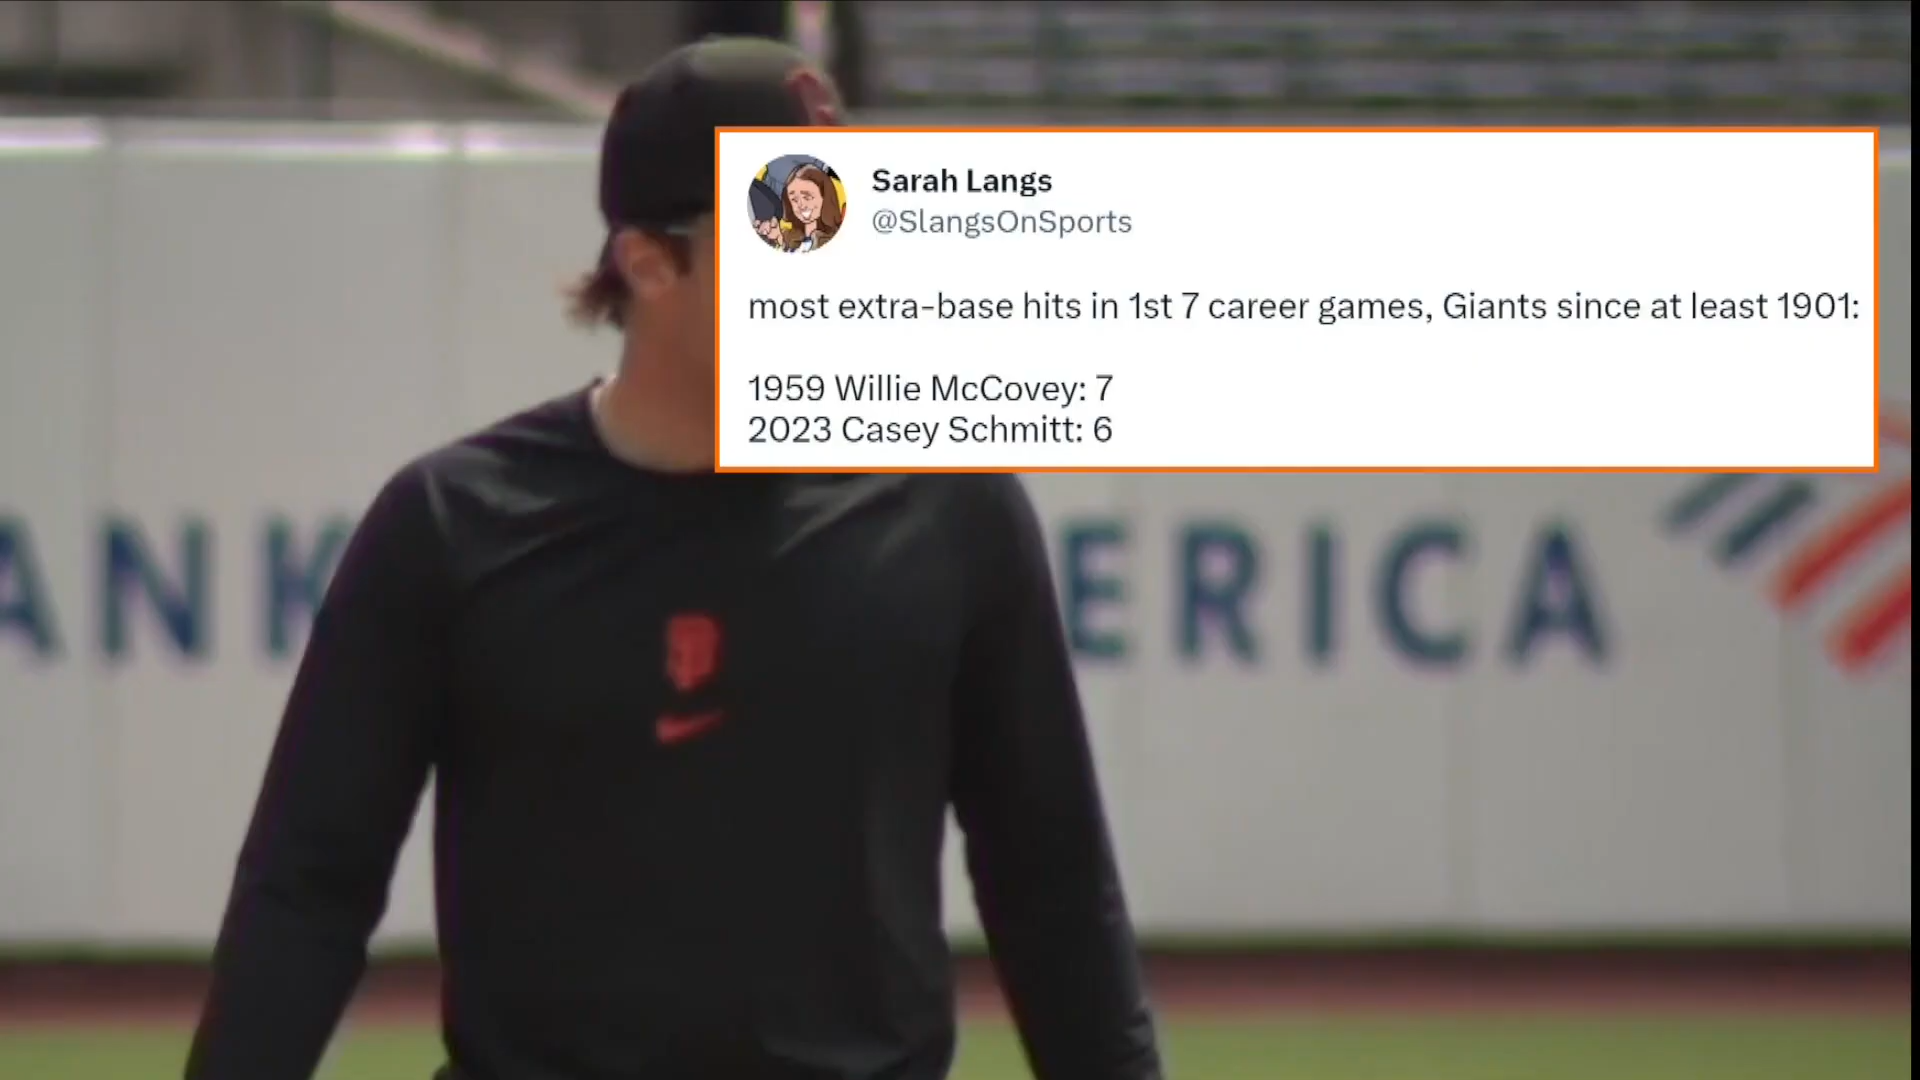 Sarah Langs
@SlangsOnSports
most extra-base hits in 1st 7 career games, Giants since at least 1901:
1959 Willie McCovey: 7
2023 Casey Schmitt: 6
ANK
ERICA
SF